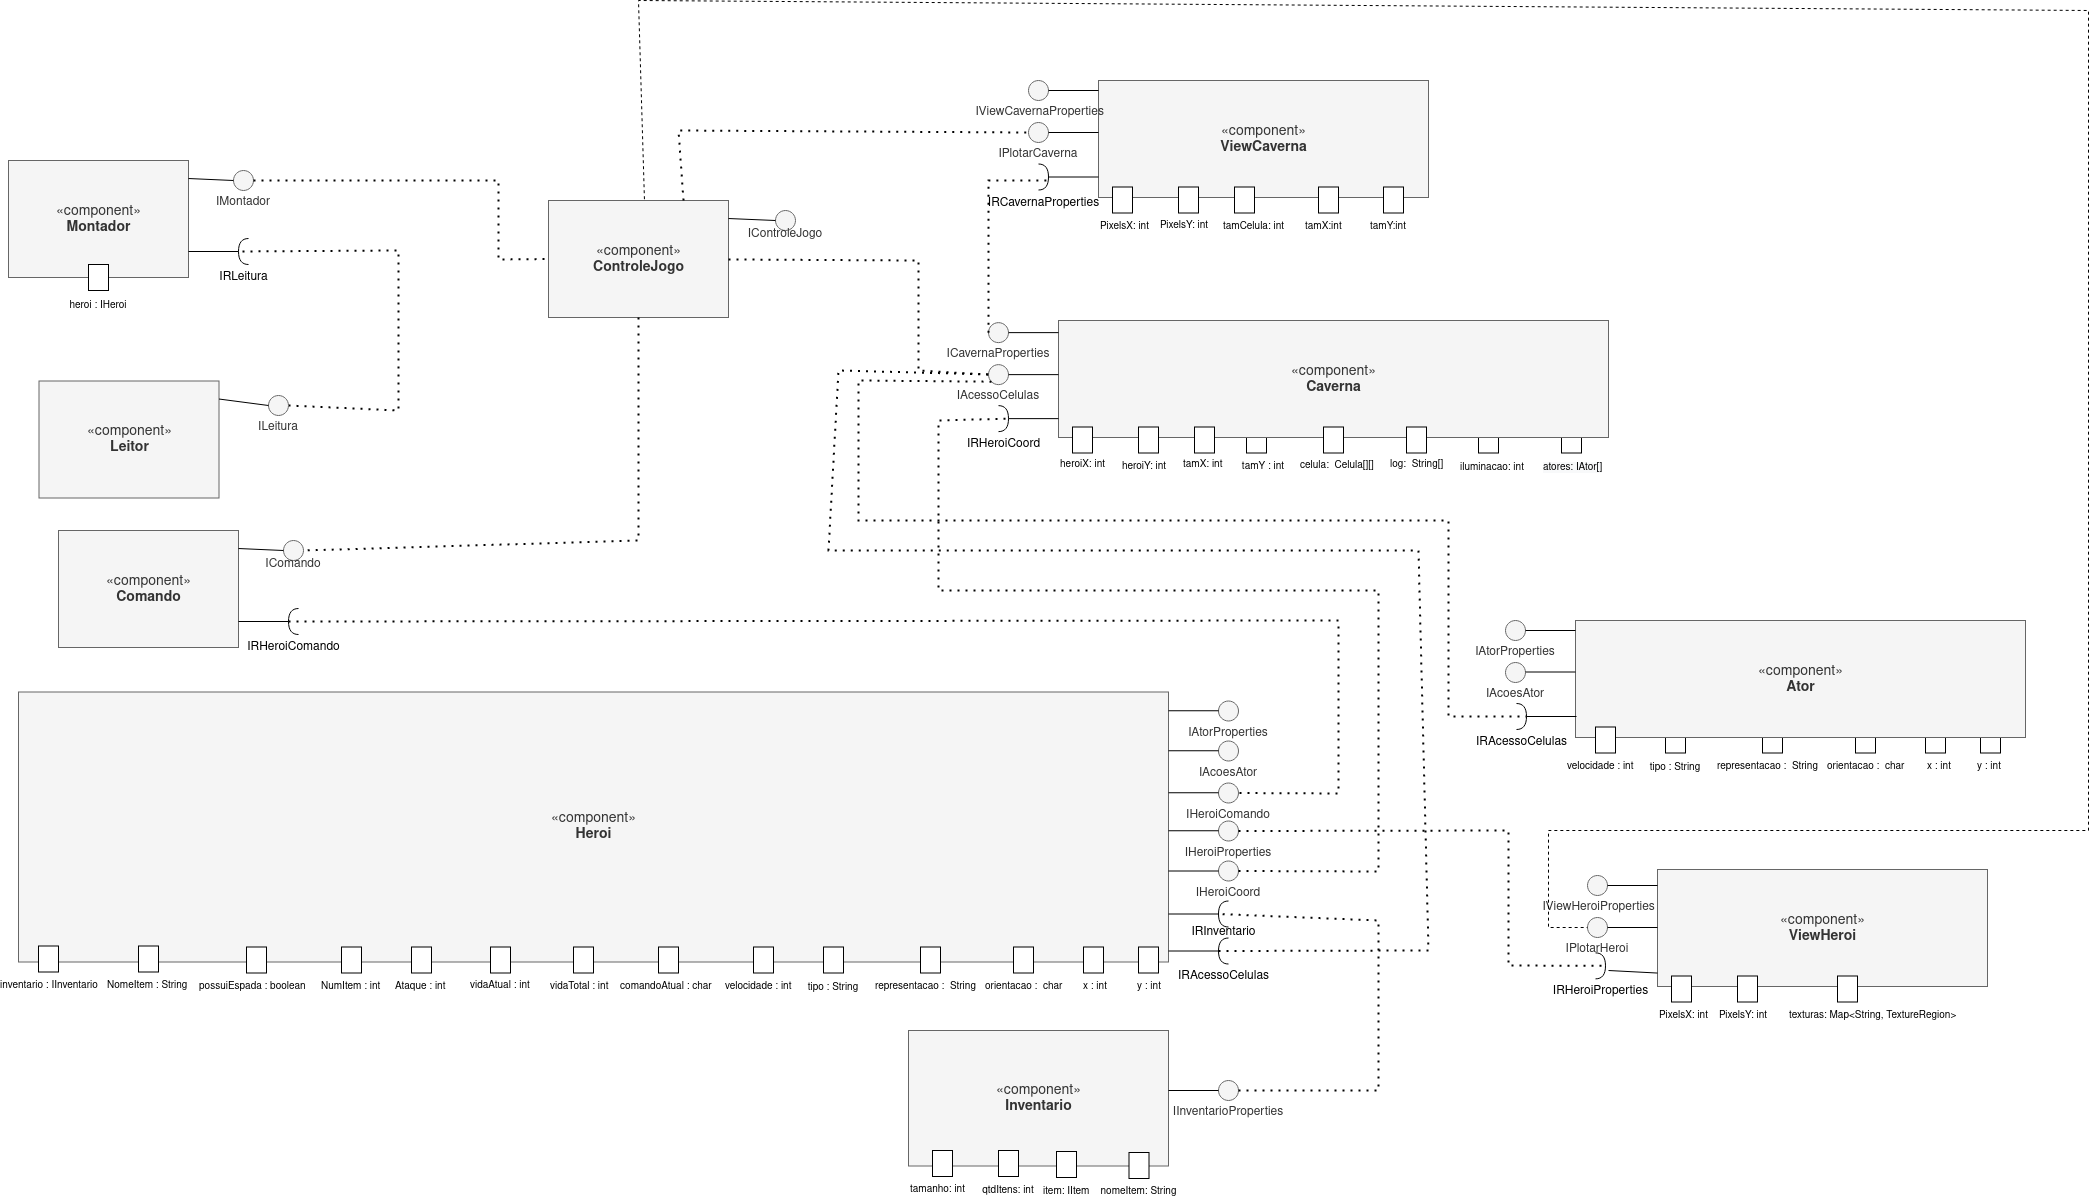 IViewCavernaProperties
IPlotarCaverna
IRCavernaProperties
«component»
ViewCaverna
PixelsX: int
PixelsY: int
tamCelula: int
tamX:int
tamY:int
«component»
Montador
IMontador
IRLeitura
heroi : IHeroi
«component»
ControleJogo
IControleJogo
ICavernaProperties
IAcessoCelulas
IRHeroiCoord
«component»
Caverna
heroiX: int
heroiY: int
tamX: int
tamY : int
celula:  Celula[][]
log:  String[]
iluminacao: int
atores: IAtor[]
«component»
Leitor
ILeitura
«component»
Comando
IComando
IRHeroiComando
IAtorProperties
IAcoesAtor
IRAcessoCelulas
«component»
Ator
velocidade : int
tipo : String
representacao :  String
orientacao :  char
x : int
y : int
«component»
Heroi
IAtorProperties
IAcoesAtor
IHeroiComando
IHeroiProperties
IHeroiCoord
IRInventario
IRAcessoCelulas
inventario : IInventario
NomeItem : String
possuiEspada : boolean
NumItem : int
Ataque : int
vidaAtual : int
vidaTotal : int
comandoAtual : char
velocidade : int
tipo : String
representacao :  String
orientacao :  char
x : int
y : int
IViewHeroiProperties
IPlotarHeroi
IRHeroiProperties
«component»
ViewHeroi
PixelsX: int
PixelsY: int
texturas: Map<String, TextureRegion>
«component»
Inventario
IInventarioProperties
tamanho: int
qtdItens: int
item: IItem
nomeItem: String